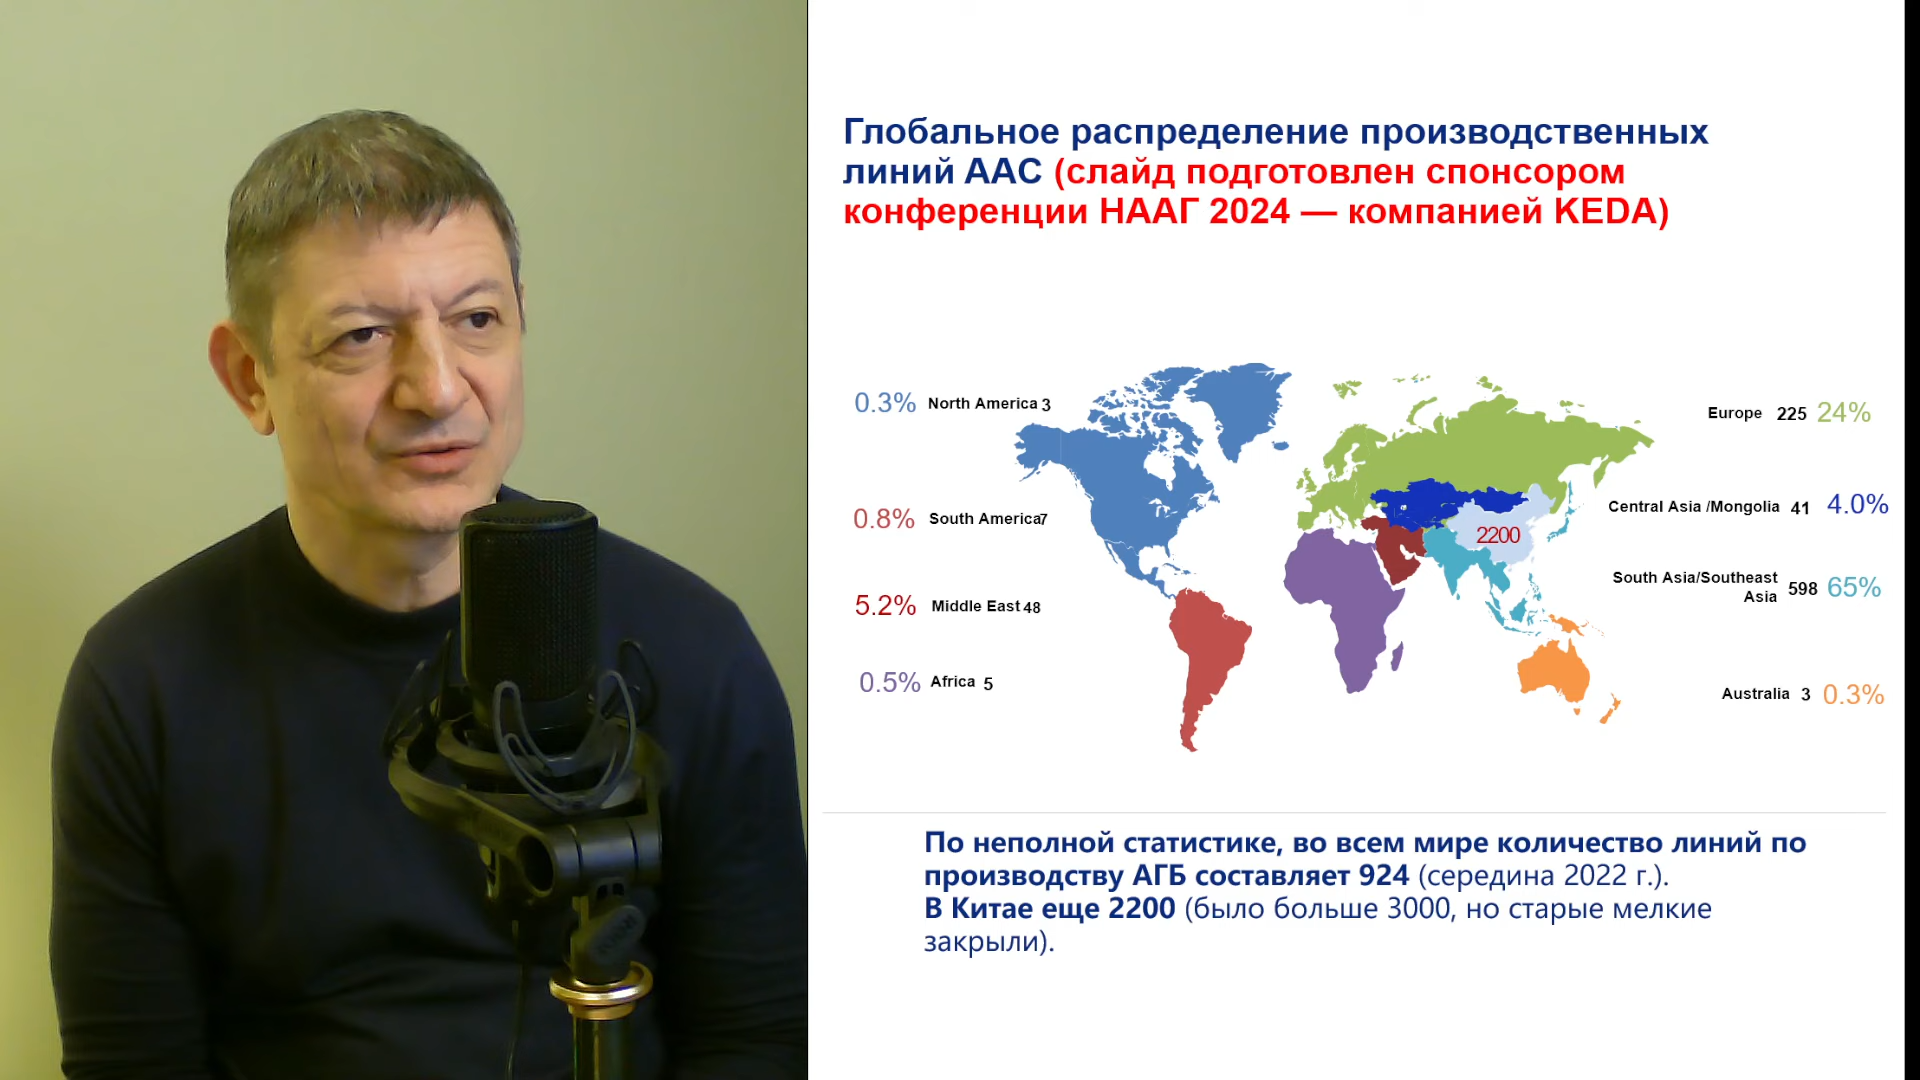 Глобальное распределение производственных
линий ААС (слайд подготовлен спонсором
конференции НААГ 2024 — компанией KEDA)
0.3% North America 3
Europe 225 24%
0.8% South America7
Central Asia /Mongolia 41 4.0%
2200
5.2% Middle East 48
South Asia/Southeast
Asia 598 65%
0.5% Africa 5
Australia 3 0.3%
По неполной статистике, во всем мире количество линий по
производству АГБ составляет 924 (середина 2022 г.).
В Китае еще 2200 (было больше 3000, но старые мелкие
закрыли).